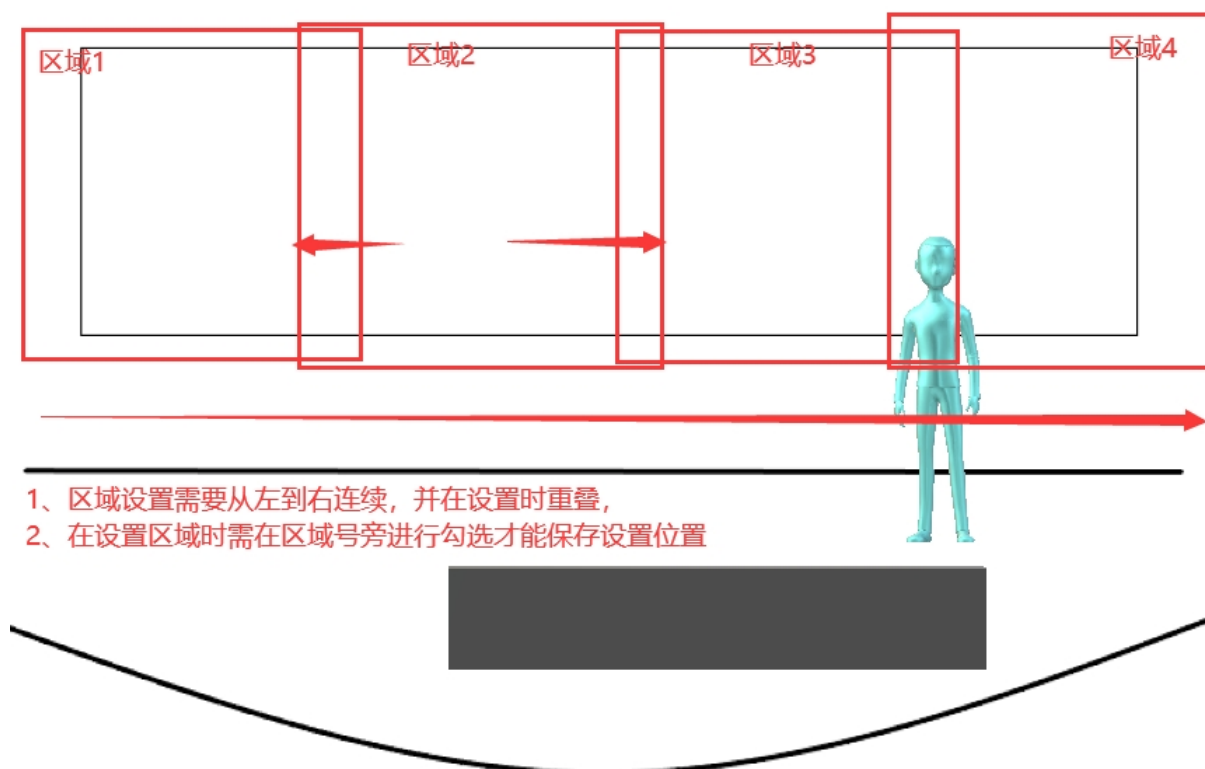 区域1
区域2
区域3
区域4
1、区域设置需要从左到右连续，并在设置时重叠，
2、在设置区域时需在区域号旁进行勾选才能保存设置位置